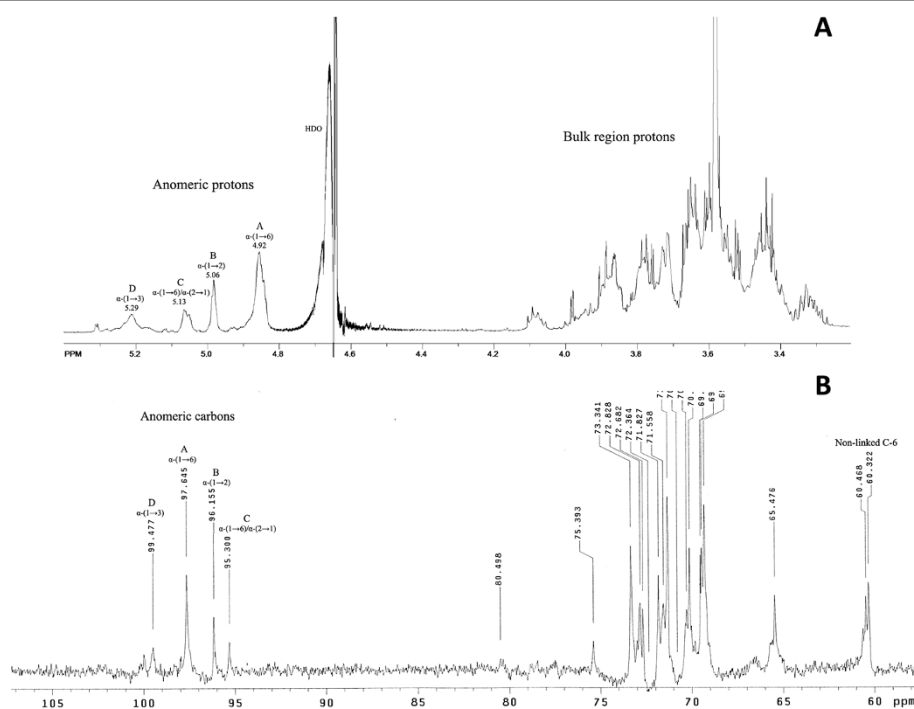 A
HDO
Bulk region protons
Anomeric protons
A
α-(1→6)
4.92
B
α-(1→2)
5.06
C
α-(1→6)/α-(2→1)
5.13
D
α-(1→3)
5.29
PPM 5.2 5.0 4.8 4.6 4.4 4.2 4.0 3.8 3.6 3.4
B
Anomeric carbons
A
α-(1→6)
97.645
B
α-(1→2)
96.155
C
α-(1→6)/α-(2→1)
95.300
D
α-(1→3)
99.477
80.498
75.393
73.341
72.828
72.682
72.364
71.827
71.558
70.
69.
69
65.476
Non-linked C-6
60.468
60.322
105 100 95 90 85 80 75 70 65 60 ppm